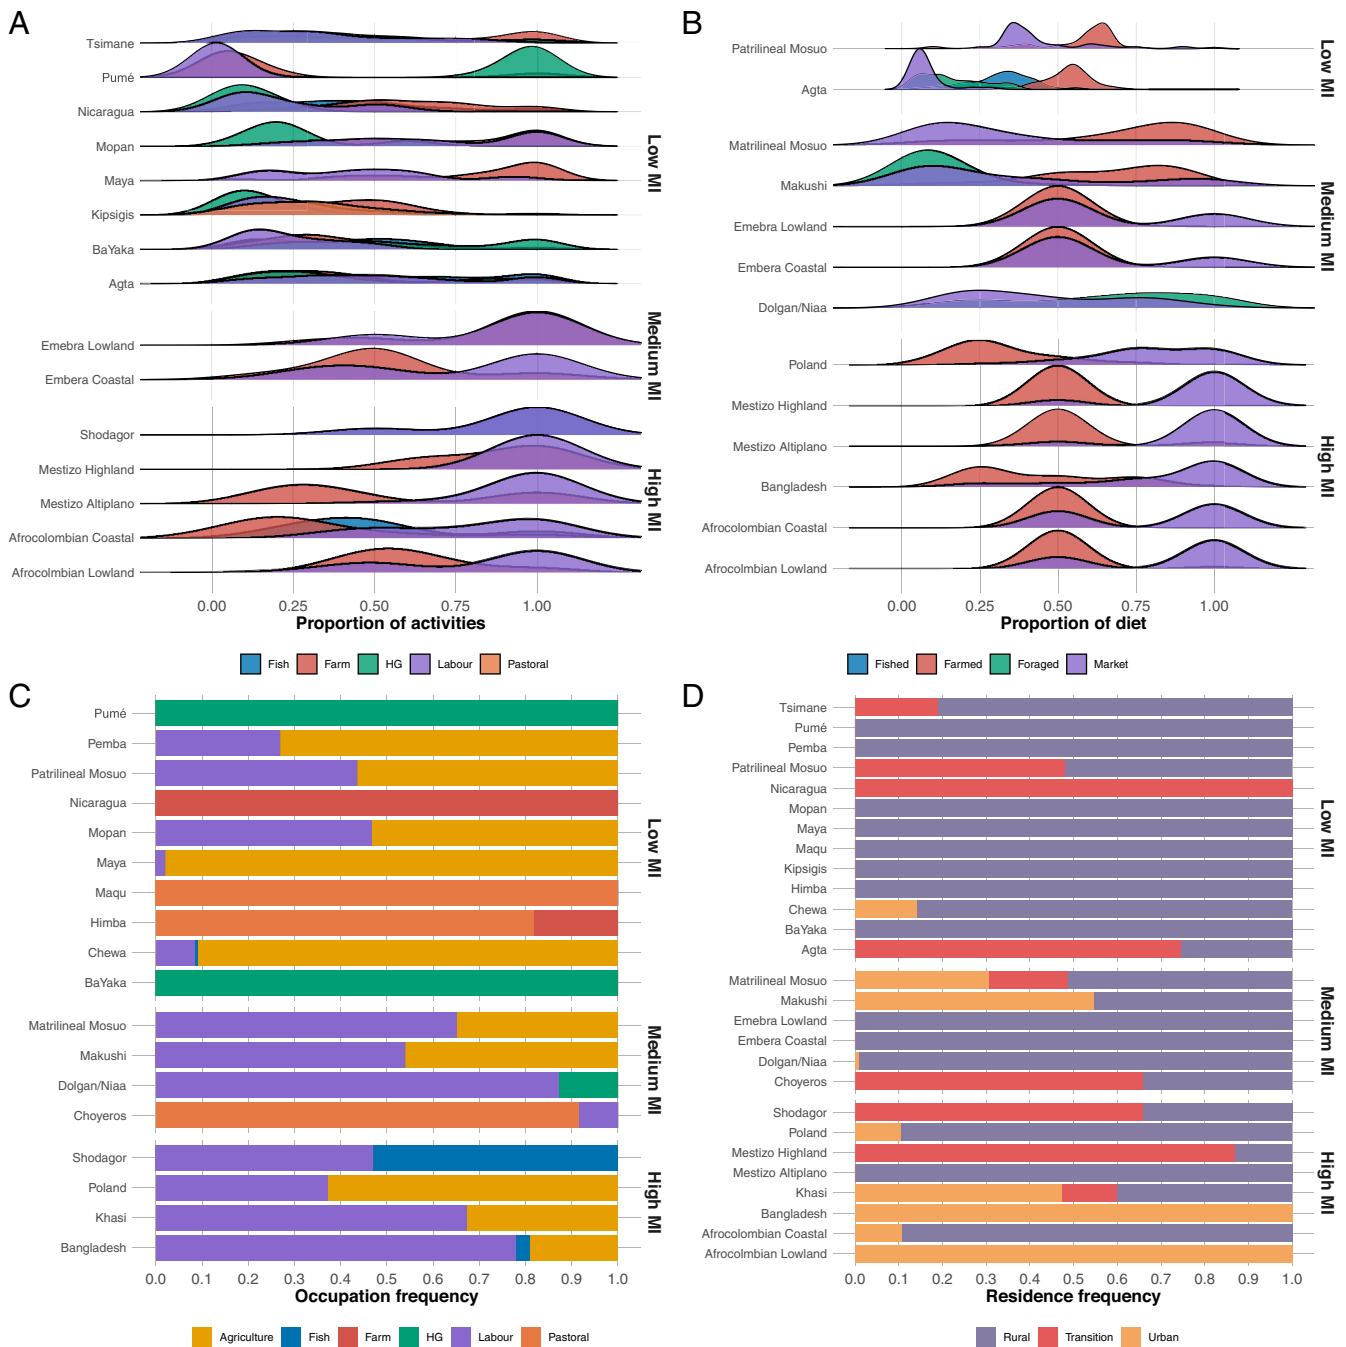 A
Tsimane
Pumé
Nicaragua
Mopan
Maya
Kipsigis
BaYaka
Agta
Low MI
Emebra Lowland
Embera Coastal
Medium MI
Shodagor
Mestizo Highland
Mestizo Altiplano
Afrocolombian Coastal
Afrocolmbian Lowland
High MI
0.00 0.25 0.50 0.75 1.00
Proportion of activities
Fish Farm HG Labour Pastoral
B
Patrilineal Mosuo
Agta
Low MI
Matrilineal Mosuo
Makushi
Emebra Lowland
Embera Coastal
Dolgan/Niaa
Medium MI
Poland
Mestizo Highland
Mestizo Altiplano
Bangladesh
Afrocolombian Coastal
Afrocolmbian Lowland
High MI
0.00 0.25 0.50 0.75 1.00
Proportion of diet
Fished Farmed Foraged Market
C
Pumé
Pemba
Patrilineal Mosuo
Nicaragua
Mopan
Maya
Maqu
Himba
Chewa
BaYaka
Low MI
Matrilineal Mosuo
Makushi
Dolgan/Niaa
Choyeros
Medium MI
Shodagor
Poland
Khasi
Bangladesh
High MI
0.0 0.1 0.2 0.3 0.4 0.5 0.6 0.7 0.8 0.9 1.0
Occupation frequency
Agriculture Fish Farm HG Labour Pastoral
D
Tsimane
Pumé
Pemba
Patrilineal Mosuo
Nicaragua
Mopan
Maya
Maqu
Kipsigis
Himba
Chewa
BaYaka
Agta
Low MI
Matrilineal Mosuo
Makushi
Emebra Lowland
Embera Coastal
Dolgan/Niaa
Choyeros
Medium MI
Shodagor
Poland
Mestizo Highland
Mestizo Altiplano
Khasi
Bangladesh
Afrocolombian Coastal
Afrocolmbian Lowland
High MI
0.0 0.1 0.2 0.3 0.4 0.5 0.6 0.7 0.8 0.9 1.0
Residence frequency
Rural Transition Urban